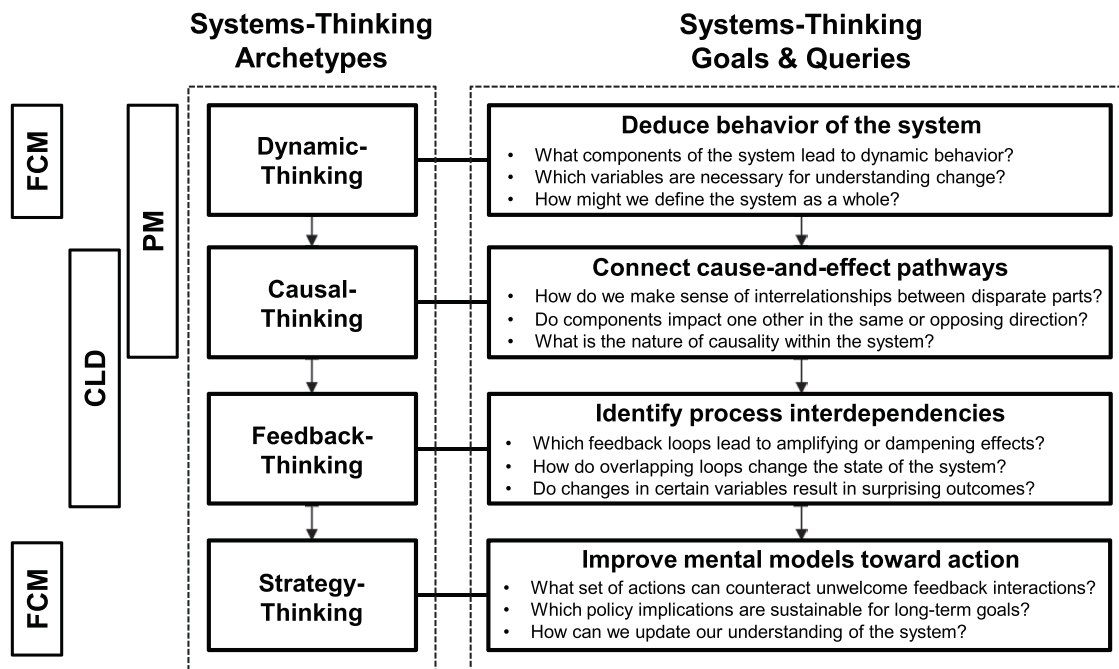 Systems-Thinking
Archetypes
Systems-Thinking
Goals & Queries
FCM
PM
CLD
FCM
Dynamic-
Thinking
Deduce behavior of the system
• What components of the system lead to dynamic behavior?
• Which variables are necessary for understanding change?
• How might we define the system as a whole?
Causal-
Thinking
Connect cause-and-effect pathways
• How do we make sense of interrelationships between disparate parts?
• Do components impact one other in the same or opposing direction?
• What is the nature of causality within the system?
Feedback-
Thinking
Identify process interdependencies
• Which feedback loops lead to amplifying or dampening effects?
• How do overlapping loops change the state of the system?
• Do changes in certain variables result in surprising outcomes?
Strategy-
Thinking
Improve mental models toward action
• What set of actions can counteract unwelcome feedback interactions?
• Which policy implications are sustainable for long-term goals?
• How can we update our understanding of the system?